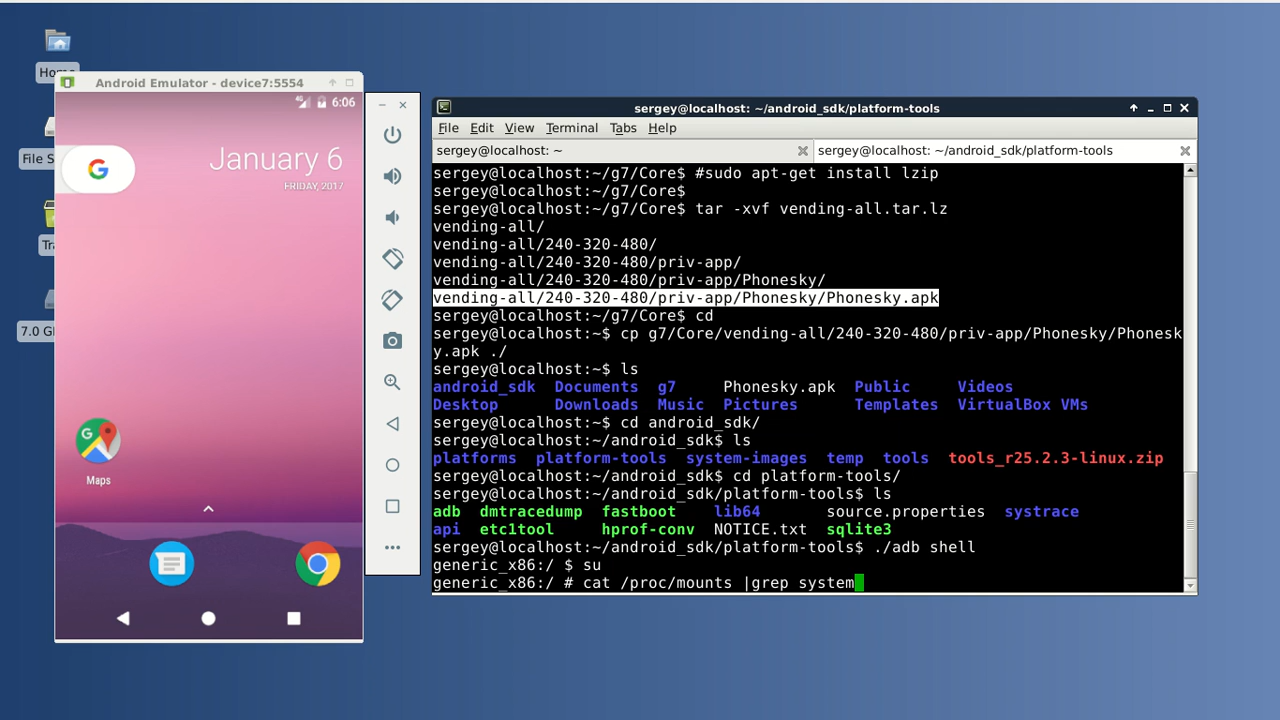 Home
File S
Tra
7.0 G
Android Emulator - device7:5554
4G
6:06
G
January 6
FRIDAY, 2017
G
Maps
sergey@localhost: ~/android_sdk/platform-tools
File Edit View Terminal Tabs Help
sergey@localhost: ~
sergey@localhost: ~/android_sdk/platform-tools
sergey@localhost:~/g7/Core$ #sudo apt-get install lzip
sergey@localhost:~/g7/Core$
sergey@localhost:~/g7/Core$ tar -xvf vending-all.tar.lz
vending-all/
vending-all/240-320-480/
vending-all/240-320-480/priv-app/
vending-all/240-320-480/priv-app/Phonesky/
vending-all/240-320-480/priv-app/Phonesky/Phonesky.apk
sergey@localhost:~/g7/Core$ cd
sergey@localhost:~$ cp g7/Core/vending-all/240-320-480/priv-app/Phonesky/Phonesk
y.apk ./
sergey@localhost:~$ ls
android_sdk Documents g7 Phonesky.apk Public Videos
Desktop Downloads Music Pictures Templates VirtualBox VMs
sergey@localhost:~$ cd android_sdk/
sergey@localhost:~/android_sdk$ ls
platforms platform-tools system-images temp tools tools_r25.2.3-linux.zip
sergey@localhost:~/android_sdk$ cd platform-tools/
sergey@localhost:~/android_sdk/platform-tools$ ls
adb dmtracedump fastboot lib64 source.properties systrace
api etc1tool hprof-conv NOTICE.txt sqlite3
sergey@localhost:~/android_sdk/platform-tools$ ./adb shell
generic_x86:/ $ su
generic_x86:/ # cat /proc/mounts |grep system